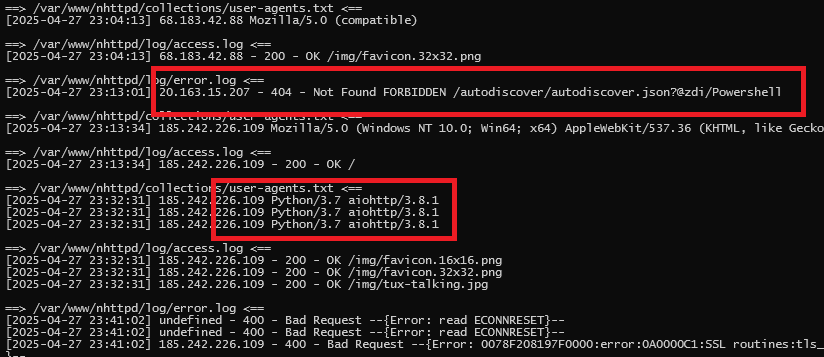 ==> /var/www/nhttpd/collections/user-agents.txt <==
[2025-04-27 23:04:13] 68.183.42.88 Mozilla/5.0 (compatible)
==> /var/www/nhttpd/log/access.log <==
[2025-04-27 23:04:13] 68.183.42.88 - 200 - OK /img/favicon.32x32.png
==> /var/www/nhttpd/log/error.log <==
[2025-04-27 23:13:01] 20.163.15.207 - 404 - Not Found FORBIDDEN /autodiscover/autodiscover.json?@zdi/Powershell
==> /var/www/nhttpd/collections/user-agents.txt <==
[2025-04-27 23:13:34] 185.242.226.109 Mozilla/5.0 (Windows NT 10.0; Win64; x64) AppleWebKit/537.36 (KHTML, like Gecko
==> /var/www/nhttpd/log/access.log <==
[2025-04-27 23:13:34] 185.242.226.109 - 200 - OK /
==> /var/www/nhttpd/collections/user-agents.txt <==
[2025-04-27 23:32:31] 185.242.226.109 Python/3.7 aiohttp/3.8.1
[2025-04-27 23:32:31] 185.242.226.109 Python/3.7 aiohttp/3.8.1
[2025-04-27 23:32:31] 185.242.226.109 Python/3.7 aiohttp/3.8.1
==> /var/www/nhttpd/log/access.log <==
[2025-04-27 23:32:31] 185.242.226.109 - 200 - OK /img/favicon.16x16.png
[2025-04-27 23:32:31] 185.242.226.109 - 200 - OK /img/favicon.32x32.png
[2025-04-27 23:32:31] 185.242.226.109 - 200 - OK /img/tux-talking.jpg
==> /var/www/nhttpd/log/error.log <==
[2025-04-27 23:41:02] undefined - 400 - Bad Request --{Error: read ECONNRESET}--
[2025-04-27 23:41:02] undefined - 400 - Bad Request --{Error: read ECONNRESET}--
[2025-04-27 23:41:02] 185.242.226.109 - 400 - Bad Request --{Error: 0078F208197F0000:error:0A0000C1:SSL routines:tls_
}--